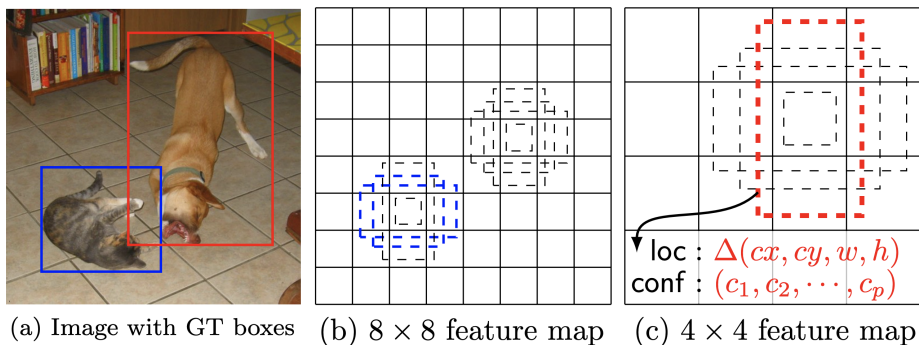 loc : Δ(cx, cy, w, h)
conf : (c₁, c₂, ⋯, cₚ)
(a) Image with GT boxes
(b) 8 × 8 feature map
(c) 4 × 4 feature map